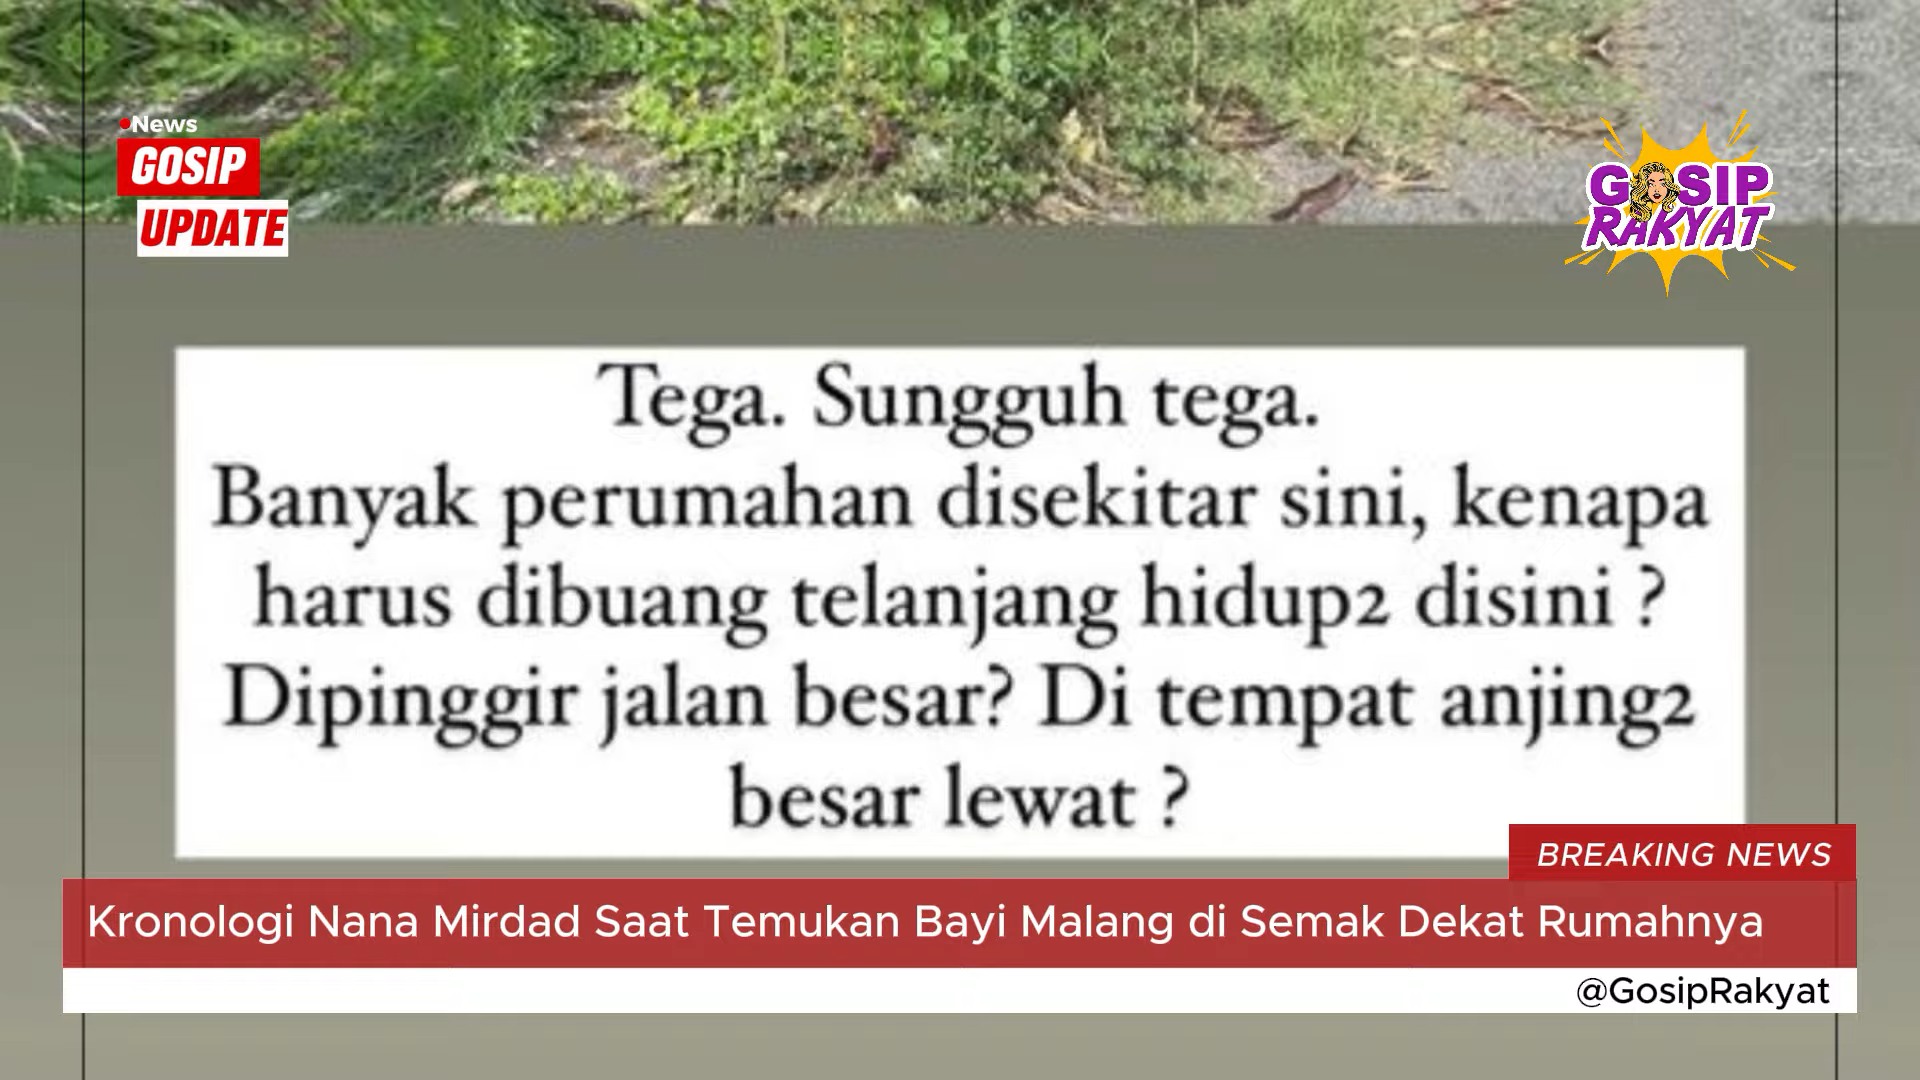 •News
GOSIP
UPDATE
GOSIP
RAKYAT
Tega. Sungguh tega.
Banyak perumahan disekitar sini, kenapa
harus dibuang telanjang hidup2 disini ?
Dipinggir jalan besar? Di tempat anjing2
besar lewat ?
BREAKING NEWS
Kronologi Nana Mirdad Saat Temukan Bayi Malang di Semak Dekat Rumahnya
@GosipRakyat